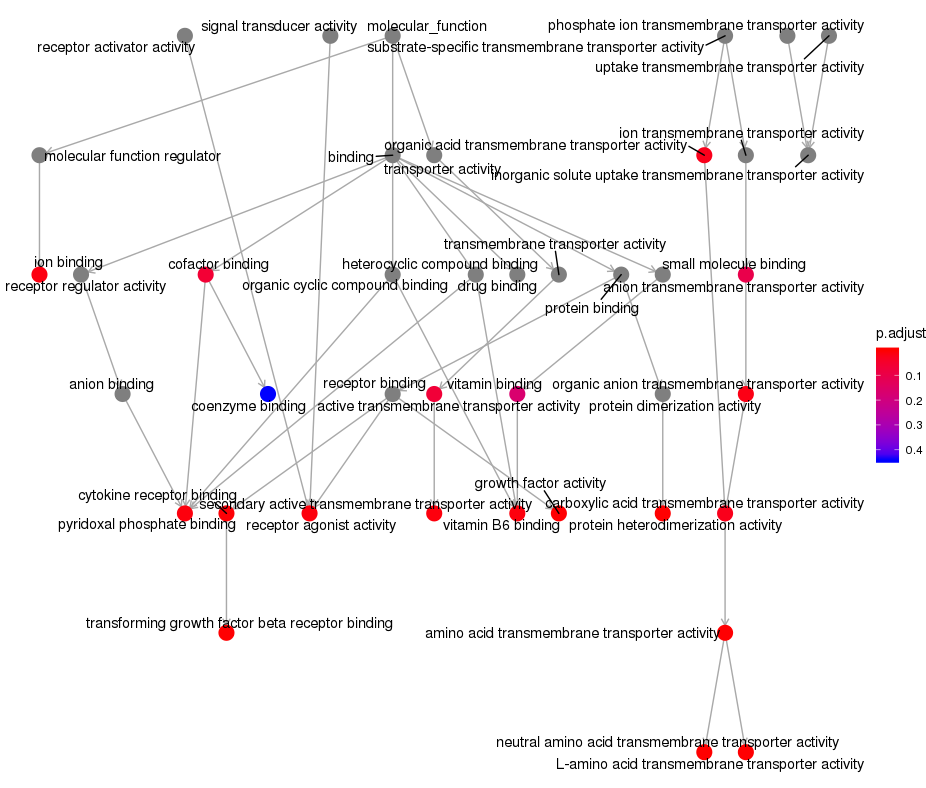 phosphate ion transmembrane transporter activity
signal transducer activity
molecular_function
receptor activator activity
substrate-specific transmembrane transporter activity
uptake transmembrane transporter activity
ion transmembrane transporter activity
organic acid transmembrane transporter activity
molecular function regulator
binding
transporter activity
inorganic solute uptake transmembrane transporter activity
transmembrane transporter activity
ion binding
cofactor binding
heterocyclic compound binding
small molecule binding
receptor regulator activity
organic cyclic compound binding
drug binding
anion transmembrane transporter activity
protein binding
p.adjust
0.1
0.2
0.3
0.4
anion binding
receptor binding
vitamin binding
organic anion transmembrane transporter activity
coenzyme binding
active transmembrane transporter activity
protein dimerization activity
growth factor activity
cytokine receptor binding
secondary active transmembrane transporter activity
carboxylic acid transmembrane transporter activity
pyridoxal phosphate binding
receptor agonist activity
vitamin B6 binding
protein heterodimerization activity
transforming growth factor beta receptor binding
amino acid transmembrane transporter activity
neutral amino acid transmembrane transporter activity
L-amino acid transmembrane transporter activity